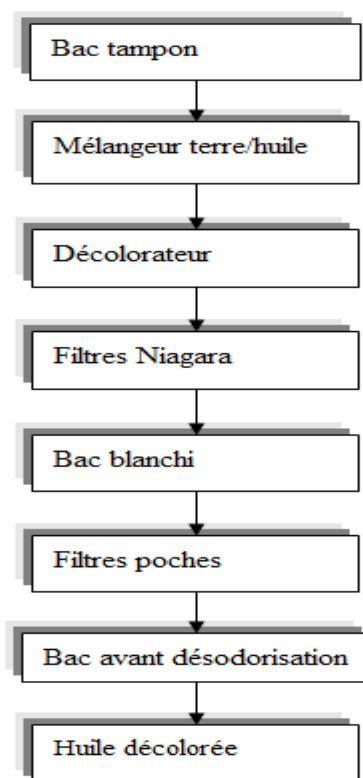 Bac tampon
Mélangeur terre/huile
Décolorateur
Filtres Niagara
Bac blanchi
Filtres poches
Bac avant désodorisation
Huile décolorée